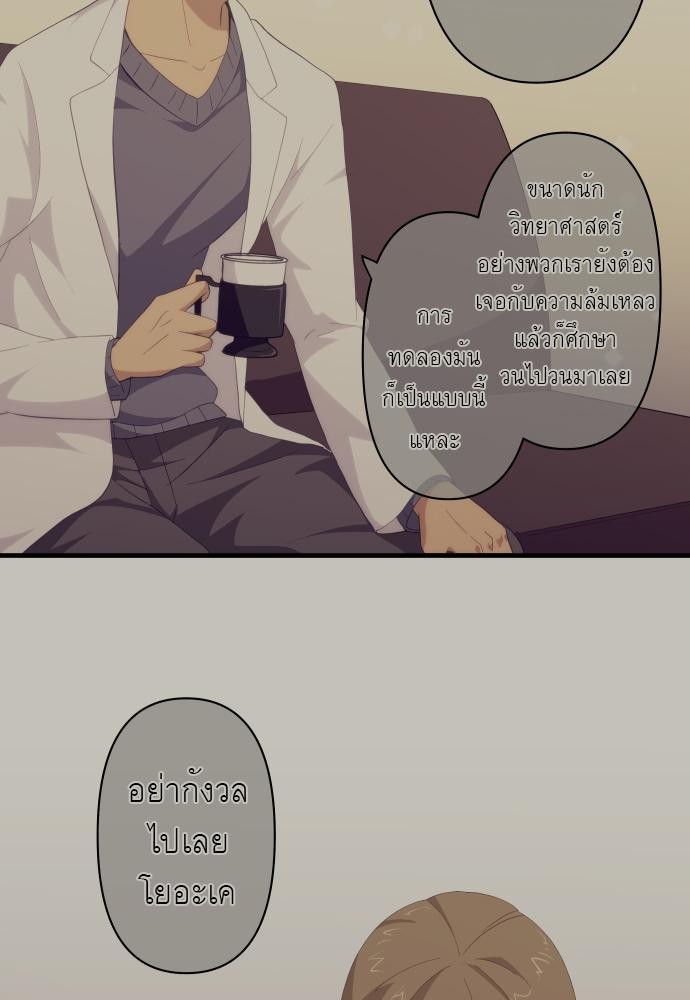 ขนาดนัก
วิทยาศาสตร์
อย่างพวกเรายังต้อง
เจอกับความล้มเหลว
แล้วก็ศึกษา
วนไปวนมาเลย
การ
ทดลองมัน
ก็เป็นแบบนี้
แหละ
อย่ากังวล
ไปเลย
โยอะเค